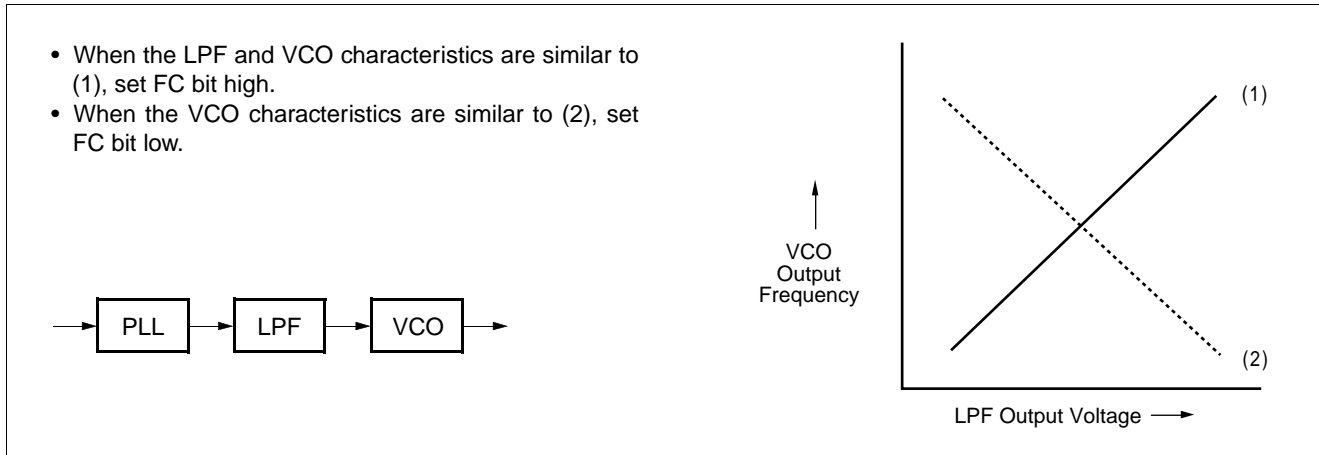 • When the LPF and VCO characteristics are similar to
(1), set FC bit high.
• When the VCO characteristics are similar to (2), set
FC bit low.
PLL
LPF
VCO
(1)
VCO
Output
Frequency
(2)
LPF Output Voltage